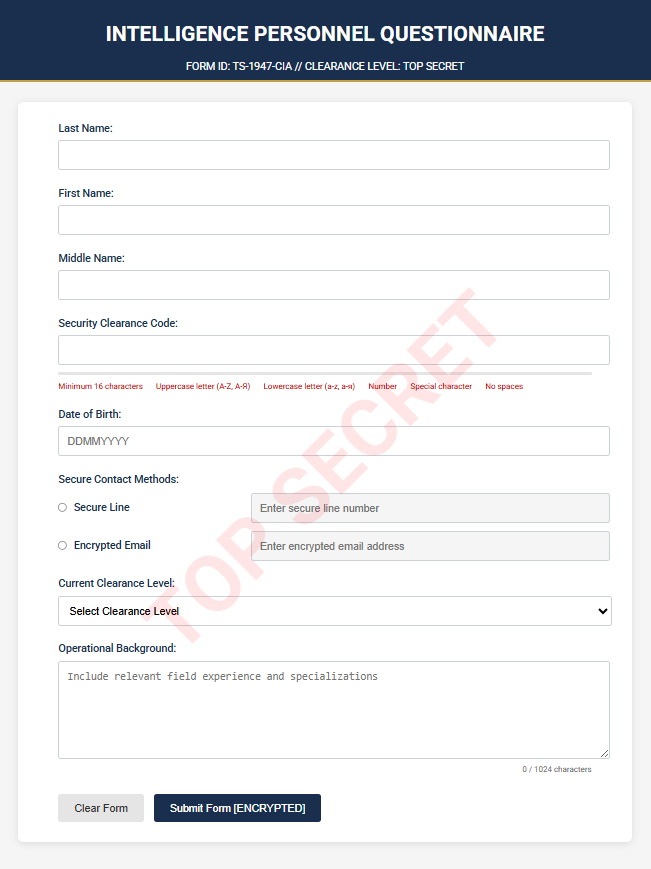 INTELLIGENCE PERSONNEL QUESTIONNAIRE
FORM ID: TS-1947-CIA // CLEARANCE LEVEL: TOP SECRET
Last Name:
First Name:
Middle Name:
Security Clearance Code:
Minimum 16 characters Uppercase letter (A-Z, А-Я) Lowercase letter (a-z, а-я) Number Special character No spaces
Date of Birth:
DDMMYYYY
Secure Contact Methods:
Secure Line Enter secure line number
Encrypted Email Enter encrypted email address
Current Clearance Level:
Select Clearance Level
Operational Background:
Include relevant field experience and specializations
0 / 1024 characters
Clear Form Submit Form [ENCRYPTED]
TOP SECRET